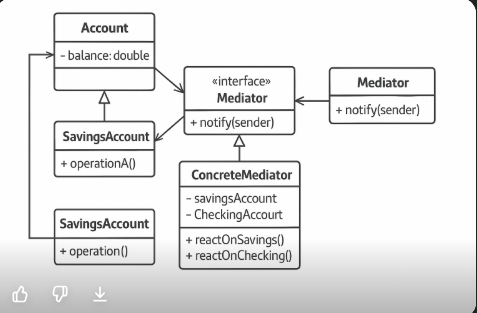 Account
- balance: double
SavingsAccount
+ operationA()
SavingsAccount
+ operation()
«interface»
Mediator
+ notify(sender)
Mediator
+ notify(sender)
ConcreteMediator
- savingsAccount
- CheckingAccourt
+ reactOnSavings()
+ reactOnChecking()